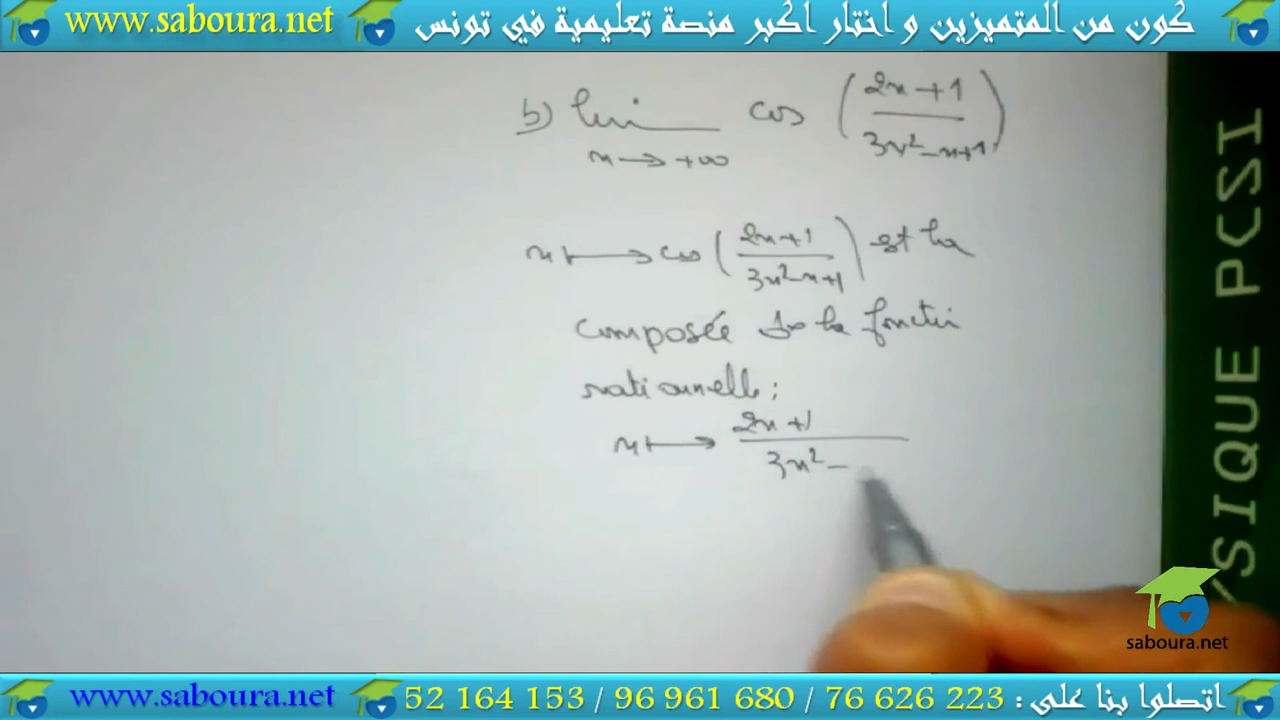 www.saboura.net كون من المتميزين و اختار اكبر منصة تعليمية في تونس
b) lim cos (2x+1 / 3x²-x+1)
x → +∞
x ↦ cos (2x+1 / 3x²-x+1) est la
composée de la fonction
rationnelle :
x ↦ 2x+1 / 3x² -
SIQUE PCSI
saboura.net
www.saboura.net 52 164 153 / 96 961 680 / 76 626 223 : اتصلوا بنا على